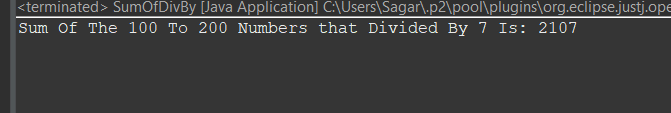 <terminated> SumOfDivBy [Java Application] C:\Users\Sagar\.p2\pool\plugins\org.eclipse.justj.ope
Sum Of The 100 To 200 Numbers that Divided By 7 Is: 2107